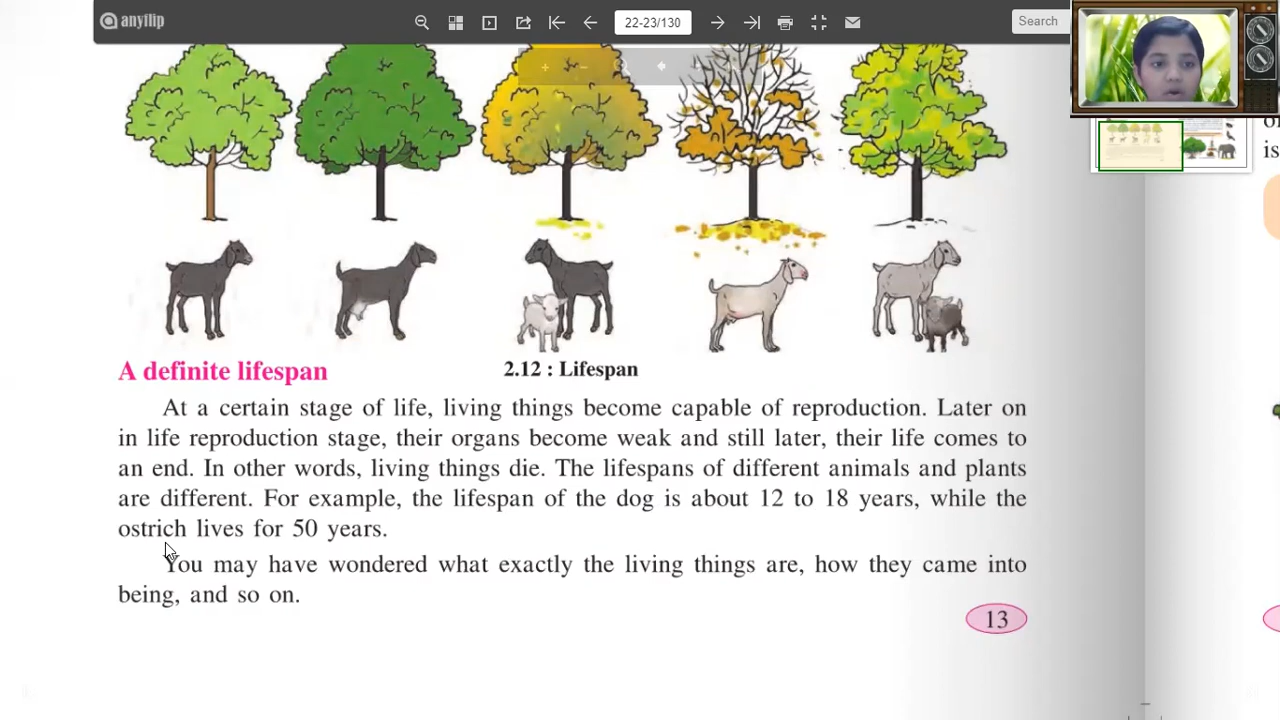 anyflip
22-23/130
Search
A definite lifespan
2.12 : Lifespan
At a certain stage of life, living things become capable of reproduction. Later on
in life reproduction stage, their organs become weak and still later, their life comes to
an end. In other words, living things die. The lifespans of different animals and plants
are different. For example, the lifespan of the dog is about 12 to 18 years, while the
ostrich lives for 50 years.
You may have wondered what exactly the living things are, how they came into
being, and so on.
13
is